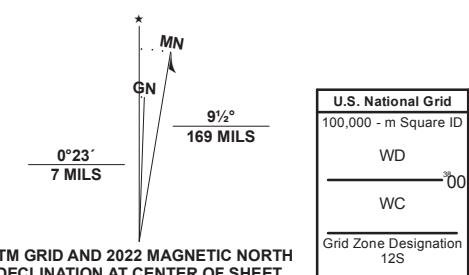 ★
MN
GN
9½°
169 MILS
0°23´
7 MILS
TM GRID AND 2022 MAGNETIC NORTH
DECLINATION AT CENTER OF SHEET
U.S. National Grid
100,000 - m Square ID
WD
³⁸00
WC
Grid Zone Designation
12S